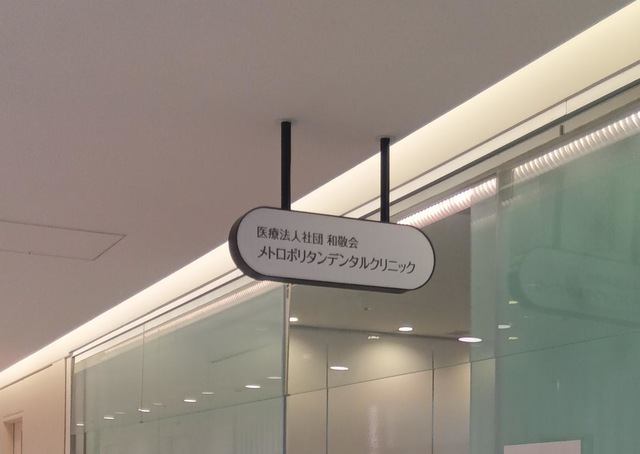 医療法人社団 和敬会
メトロポリタンデンタルクリニック